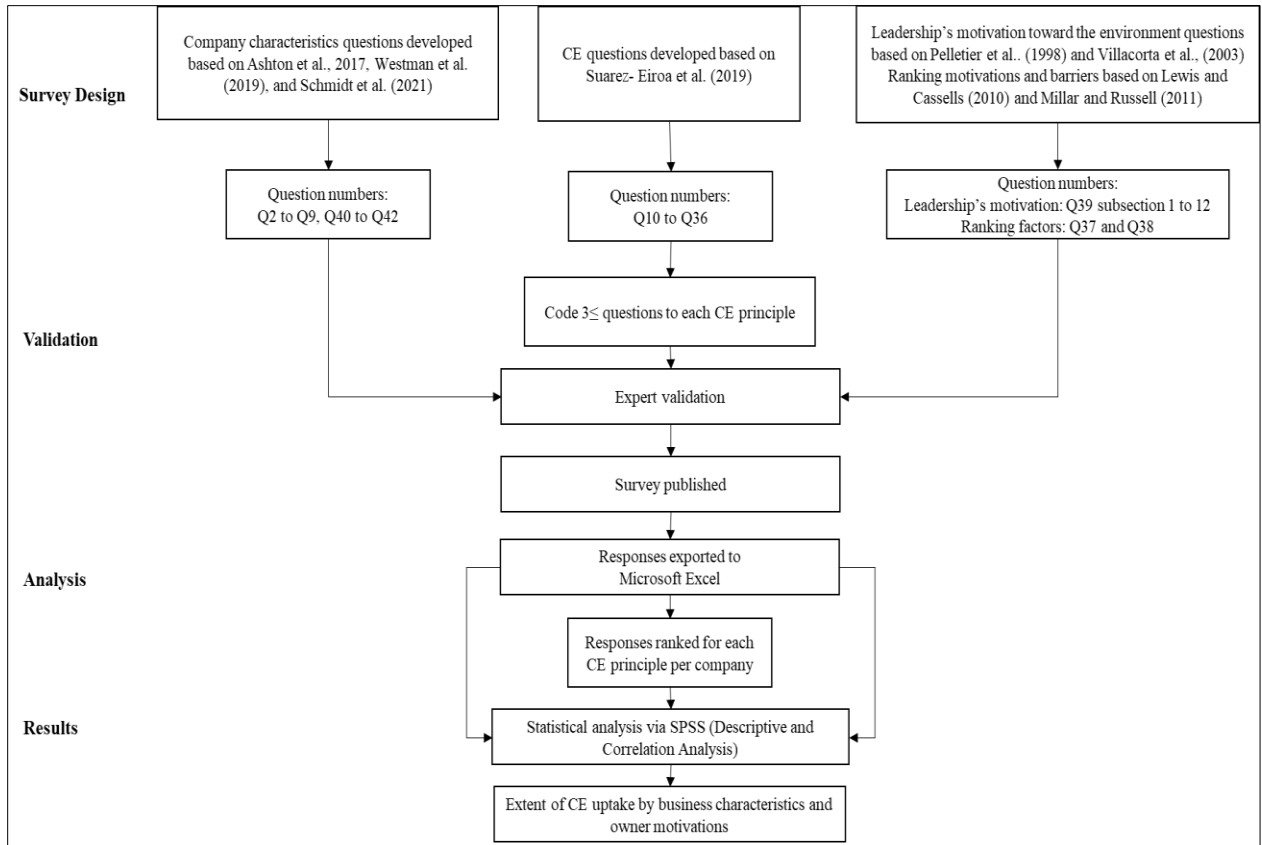 Survey Design
Company characteristics questions developed
based on Ashton et al., 2017, Westman et al.
(2019), and Schmidt et al. (2021)
CE questions developed based on
Suarez- Eiroa et al. (2019)
Leadership's motivation toward the environment questions
based on Pelletier et al.. (1998) and Villacorta et al., (2003)
Ranking motivations and barriers based on Lewis and
Cassells (2010) and Millar and Russell (2011)
Question numbers:
Q2 to Q9, Q40 to Q42
Question numbers:
Q10 to Q36
Question numbers:
Leadership's motivation: Q39 subsection 1 to 12
Ranking factors: Q37 and Q38
Validation
Code 3≤ questions to each CE principle
Expert validation
Survey published
Analysis
Responses exported to
Microsoft Excel
Responses ranked for each
CE principle per company
Results
Statistical analysis via SPSS (Descriptive and
Correlation Analysis)
Extent of CE uptake by business characteristics and
owner motivations